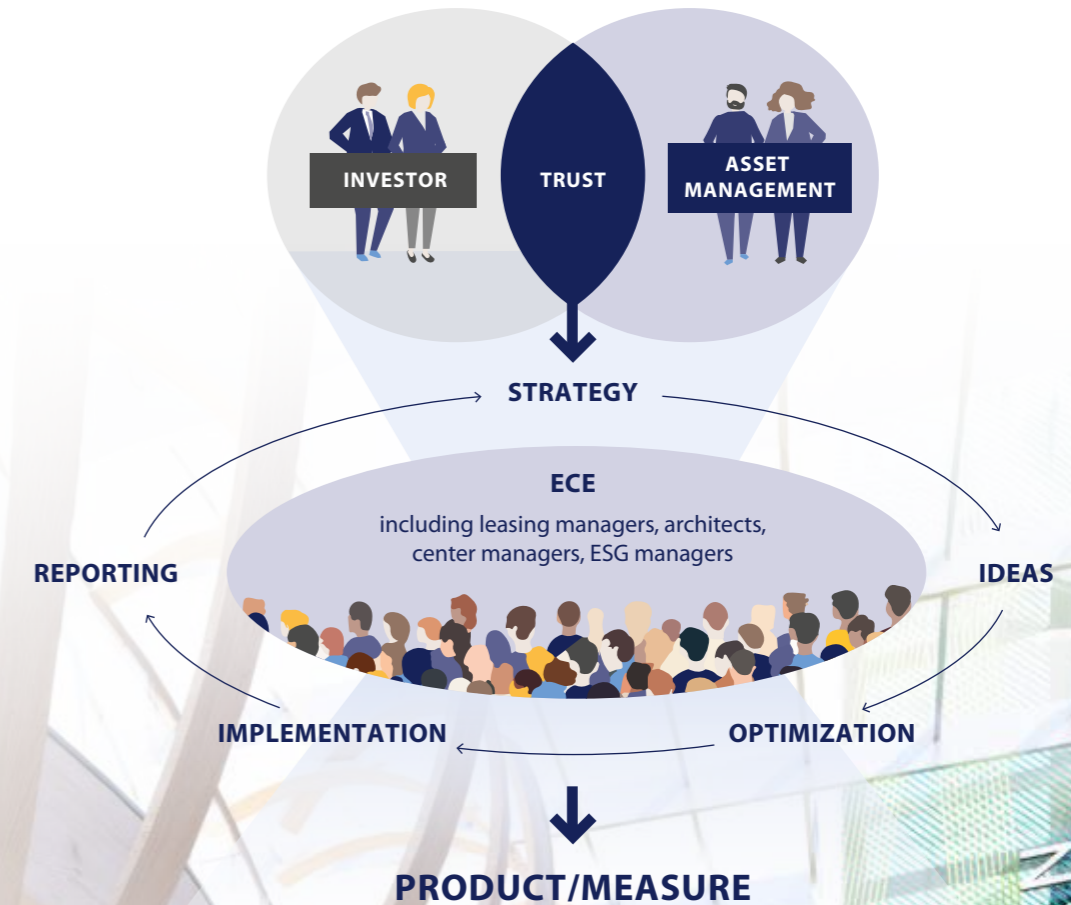 INVESTOR
TRUST
ASSET
MANAGEMENT
STRATEGY
ECE
including leasing managers, architects,
center managers, ESG managers
REPORTING
IDEAS
IMPLEMENTATION
OPTIMIZATION
PRODUCT/MEASURE